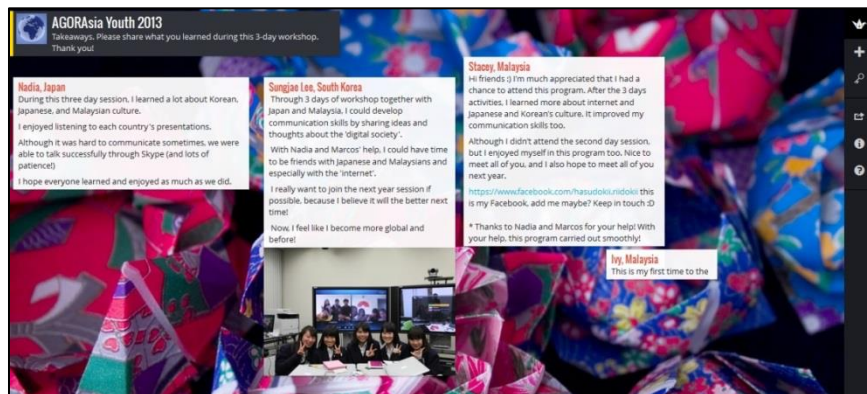 AGORAsia Youth 2013
Takeaways. Please share what you learned during this 3-day workshop.
Thank you!
Nadia, Japan
During this three day session, I learned a lot about Korean,
Japanese, and Malaysian culture.
I enjoyed listening to each country's presentations.
Although it was hard to communicate sometimes, we were
able to talk successfully through Skype (and lots of
patience!)
I hope everyone learned and enjoyed as much as we did.
Sungjae Lee, South Korea
Through 3 days of workshop together with
Japan and Malaysia, I could develop
communication skills by sharing ideas and
thoughts about the 'digital society'.
With Nadia and Marcos' help, I could have time
to be friends with Japanese and Malaysians and
especially with the 'internet'.
I really want to join the next year session if
possible, because I believe it will the better next
time!
Now, I feel like I become more global and
before!
Stacey, Malaysia
Hi friends :) I'm much appreciated that I had a
chance to attend this program. After the 3 days
activities, I learned more about internet and
Japanese and Korean's culture. It improved my
communication skills too.
Although I didn't attend the second day session,
but I enjoyed myself in this program too. Nice to
meet all of you, and I also hope to meet all of you
next year.
https://www.facebook.com/hasudoki.riidokii this
is my Facebook, add me maybe? Keep in touch :D
* Thanks to Nadia and Marcos for your help! With
your help, this program carried out smoothly!
Ivy, Malaysia
This is my first time to the